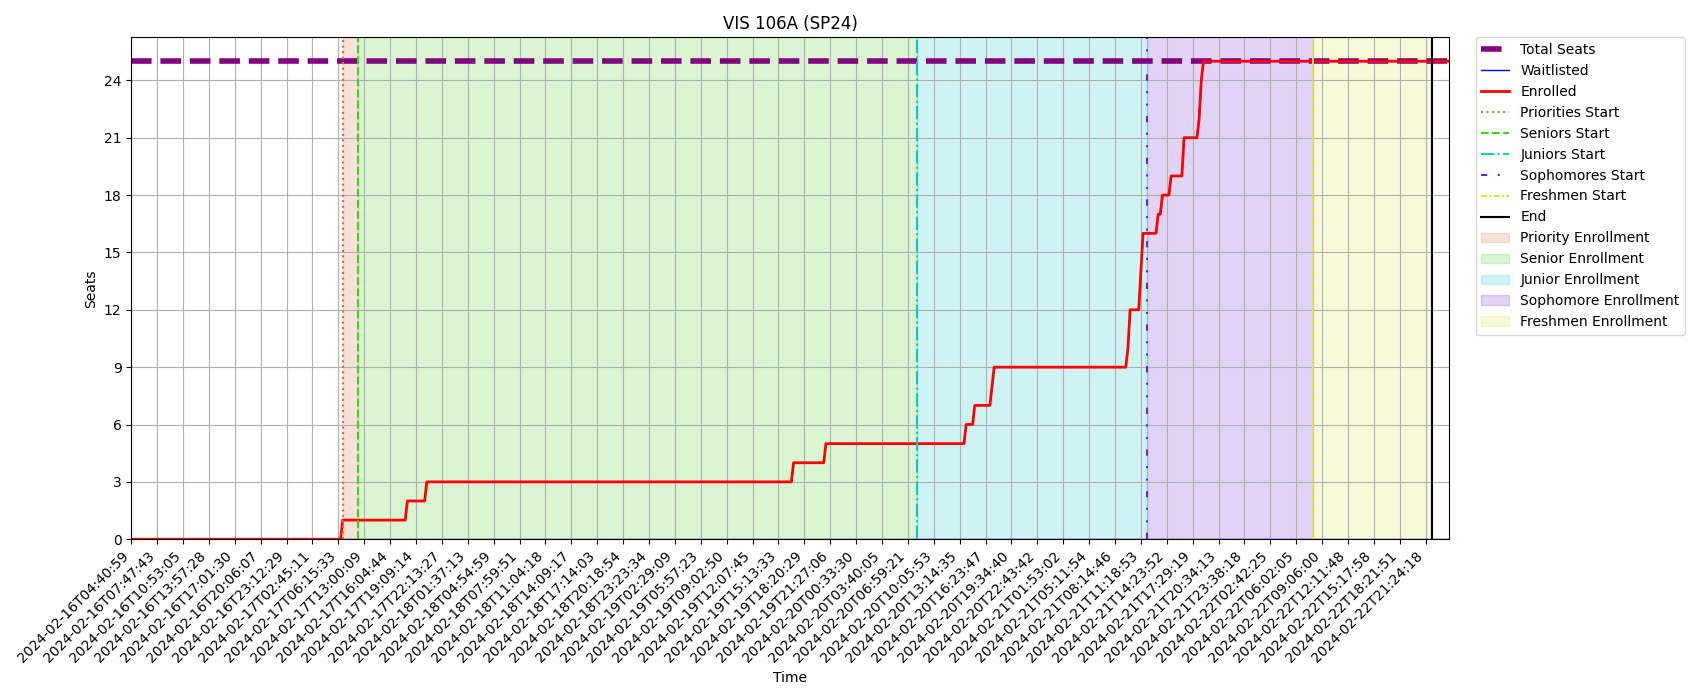 VIS 106A (SP24)
Total Seats
Waitlisted
Enrolled
Priorities Start
Seniors Start
Juniors Start
Sophomores Start
Freshmen Start
End
Priority Enrollment
Senior Enrollment
Junior Enrollment
Sophomore Enrollment
Freshmen Enrollment
Seats
24
21
18
15
12
9
6
3
0
2024-02-16T04:40:59
2024-02-16T07:47:43
2024-02-16T10:53:05
2024-02-16T13:57:28
2024-02-16T17:01:30
2024-02-16T20:06:07
2024-02-16T23:12:29
2024-02-17T02:45:11
2024-02-17T06:15:33
2024-02-17T13:00:09
2024-02-17T16:04:44
2024-02-17T19:09:14
2024-02-17T22:13:27
2024-02-18T01:37:13
2024-02-18T04:54:59
2024-02-18T07:59:51
2024-02-18T11:04:18
2024-02-18T14:09:17
2024-02-18T17:14:03
2024-02-18T20:18:54
2024-02-18T23:23:34
2024-02-19T02:29:09
2024-02-19T05:57:23
2024-02-19T09:02:50
2024-02-19T12:07:45
2024-02-19T15:13:33
2024-02-19T18:20:29
2024-02-19T21:27:06
2024-02-20T00:33:30
2024-02-20T03:40:05
2024-02-20T06:59:21
2024-02-20T10:05:53
2024-02-20T13:14:35
2024-02-20T16:23:47
2024-02-20T19:34:40
2024-02-20T22:43:42
2024-02-21T01:53:02
2024-02-21T05:11:54
2024-02-21T08:14:46
2024-02-21T11:18:53
2024-02-21T14:23:52
2024-02-21T17:29:19
2024-02-21T20:34:13
2024-02-21T23:38:18
2024-02-22T02:42:25
2024-02-22T06:02:05
2024-02-22T09:06:00
2024-02-22T12:11:48
2024-02-22T15:17:58
2024-02-22T18:21:51
2024-02-22T21:24:18
Time